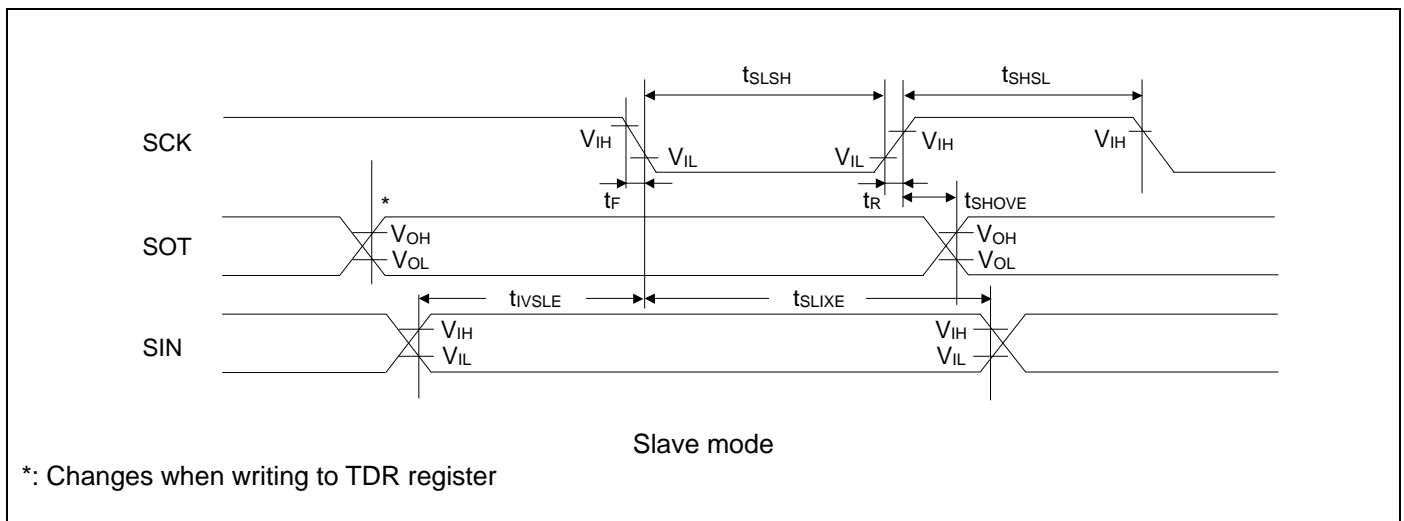 tSLSH tSHSL
SCK VIH VIL VIL VIH VIH
tF tR tSHOVE
*
SOT VOH VOH
VOL VOL
tIVSLE tSLIXE
SIN VIH VIH
VIL VIL
Slave mode
*: Changes when writing to TDR register